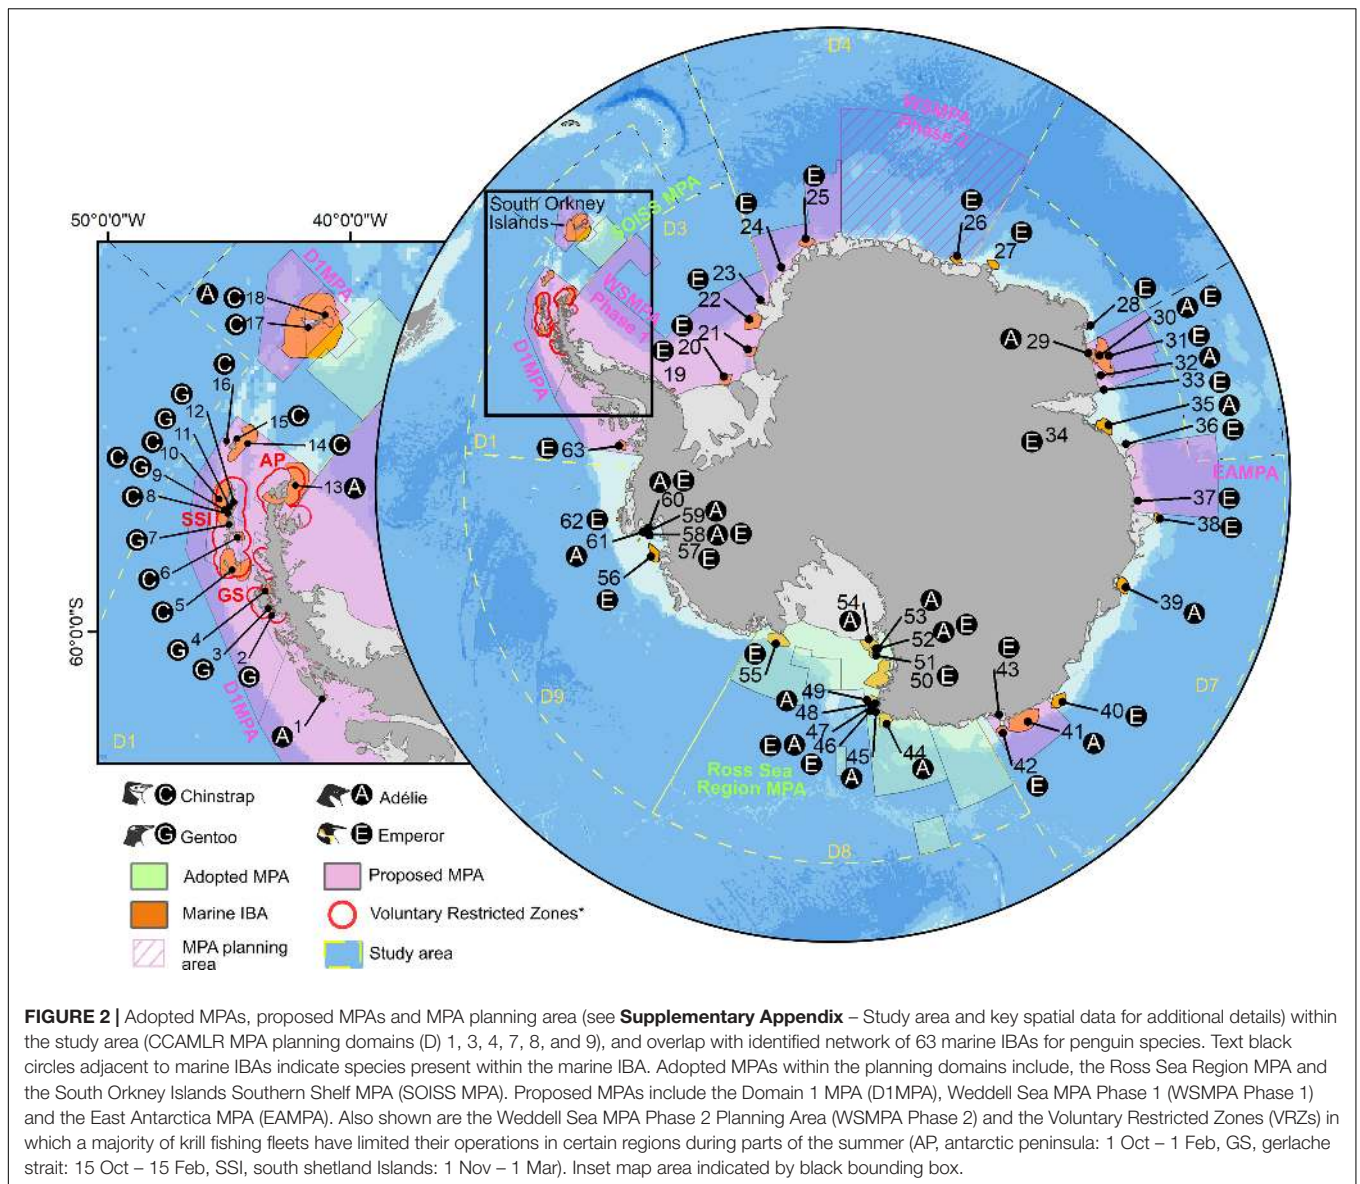 D4
WSMPA
Phase 2
E
25
E
26
E
24
E
27
South Orkney
Islands
SOISS MPA
D3
50°0'0"W
40°0'0"W
D1MPA
A
C
18
C
17
WSMPA
Phase 1
D1MPA
E
23
22
E
21
E
20
19
E
28
A
E
30
A
29
31
E
32
A
33
E
35
A
36
E
E
34
EAMPA
37
E
38
E
39
A
C
16
G
12
G
11
C
10
C
G
9
C
8
SSI
7
G
6
C
5
C
GS
4
G
3
G
2
G
15
C
14
C
AP
13
A
1
A
D1MPA
D1
60°0'0"S
D1
E
63
A
E
60
59
A
58
A
E
57
E
62
E
61
A
56
E
D9
54
A
53
A
52
A
E
51
50
E
55
E
49
A
48
47
E
A
46
E
45
A
44
A
43
E
42
E
41
A
40
E
D7
Ross Sea
Region MPA
D8
C Chinstrap
A Adélie
G Gentoo
E Emperor
Adopted MPA
Proposed MPA
Marine IBA
Voluntary Restricted Zones*
MPA planning
area
Study area
FIGURE 2 | Adopted MPAs, proposed MPAs and MPA planning area (see Supplementary Appendix – Study area and key spatial data for additional details) within
the study area (CCAMLR MPA planning domains (D) 1, 3, 4, 7, 8, and 9), and overlap with identified network of 63 marine IBAs for penguin species. Text black
circles adjacent to marine IBAs indicate species present within the marine IBA. Adopted MPAs within the planning domains include, the Ross Sea Region MPA and
the South Orkney Islands Southern Shelf MPA (SOISS MPA). Proposed MPAs include the Domain 1 MPA (D1MPA), Weddell Sea MPA Phase 1 (WSMPA Phase 1)
and the East Antarctica MPA (EAMPA). Also shown are the Weddell Sea MPA Phase 2 Planning Area (WSMPA Phase 2) and the Voluntary Restricted Zones (VRZs) in
which a majority of krill fishing fleets have limited their operations in certain regions during parts of the summer (AP, antarctic peninsula: 1 Oct – 1 Feb, GS, gerlache
strait: 15 Oct – 15 Feb, SSI, south shetland Islands: 1 Nov – 1 Mar). Inset map area indicated by black bounding box.